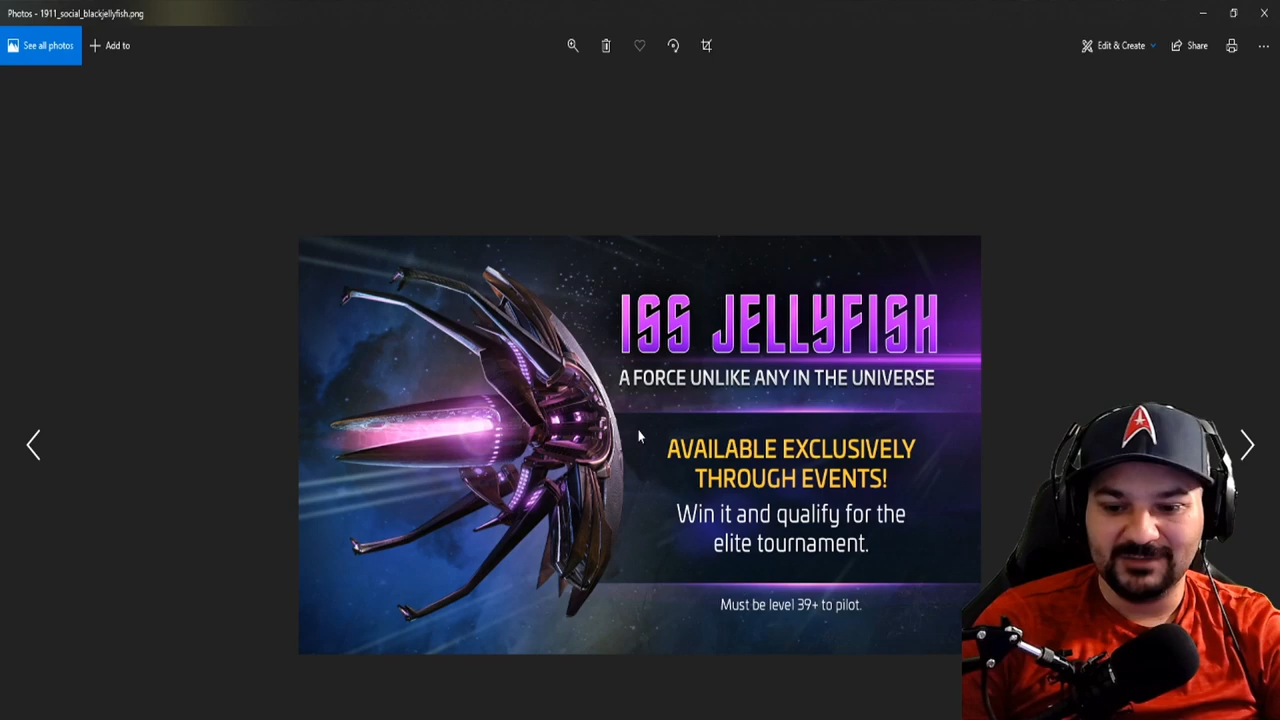 Photos - 1911_social_blackjellyfish.png
See all photos
Add to
Edit & Create
Share
ISS JELLYFISH
A FORCE UNLIKE ANY IN THE UNIVERSE
AVAILABLE EXCLUSIVELY
THROUGH EVENTS!
Win it and qualify for the
elite tournament.
Must be level 39+ to pilot.